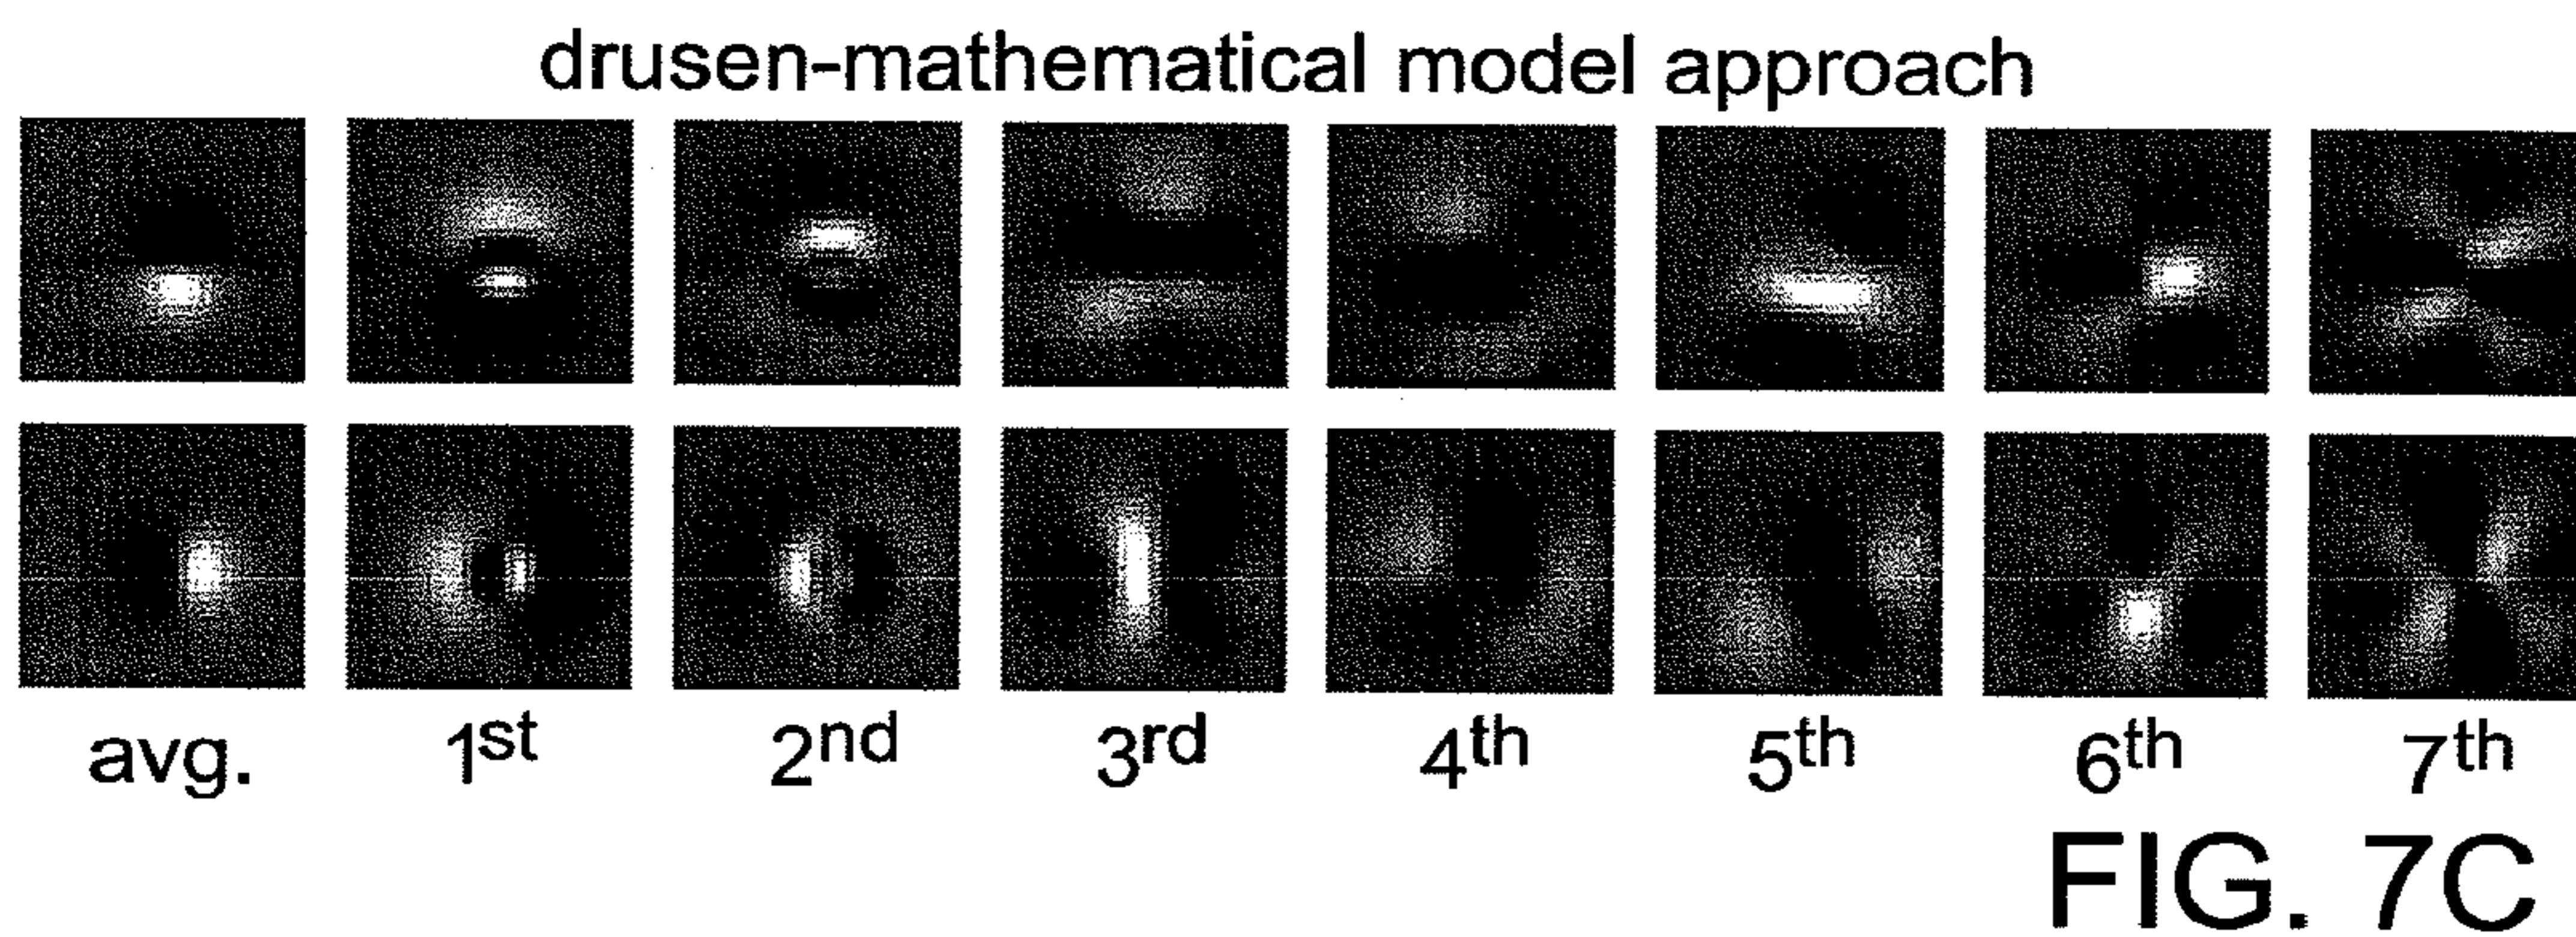 drusen-mathematical model approach
avg. 1st 2nd 3rd 4th 5th 6th 7th
FIG. 7C